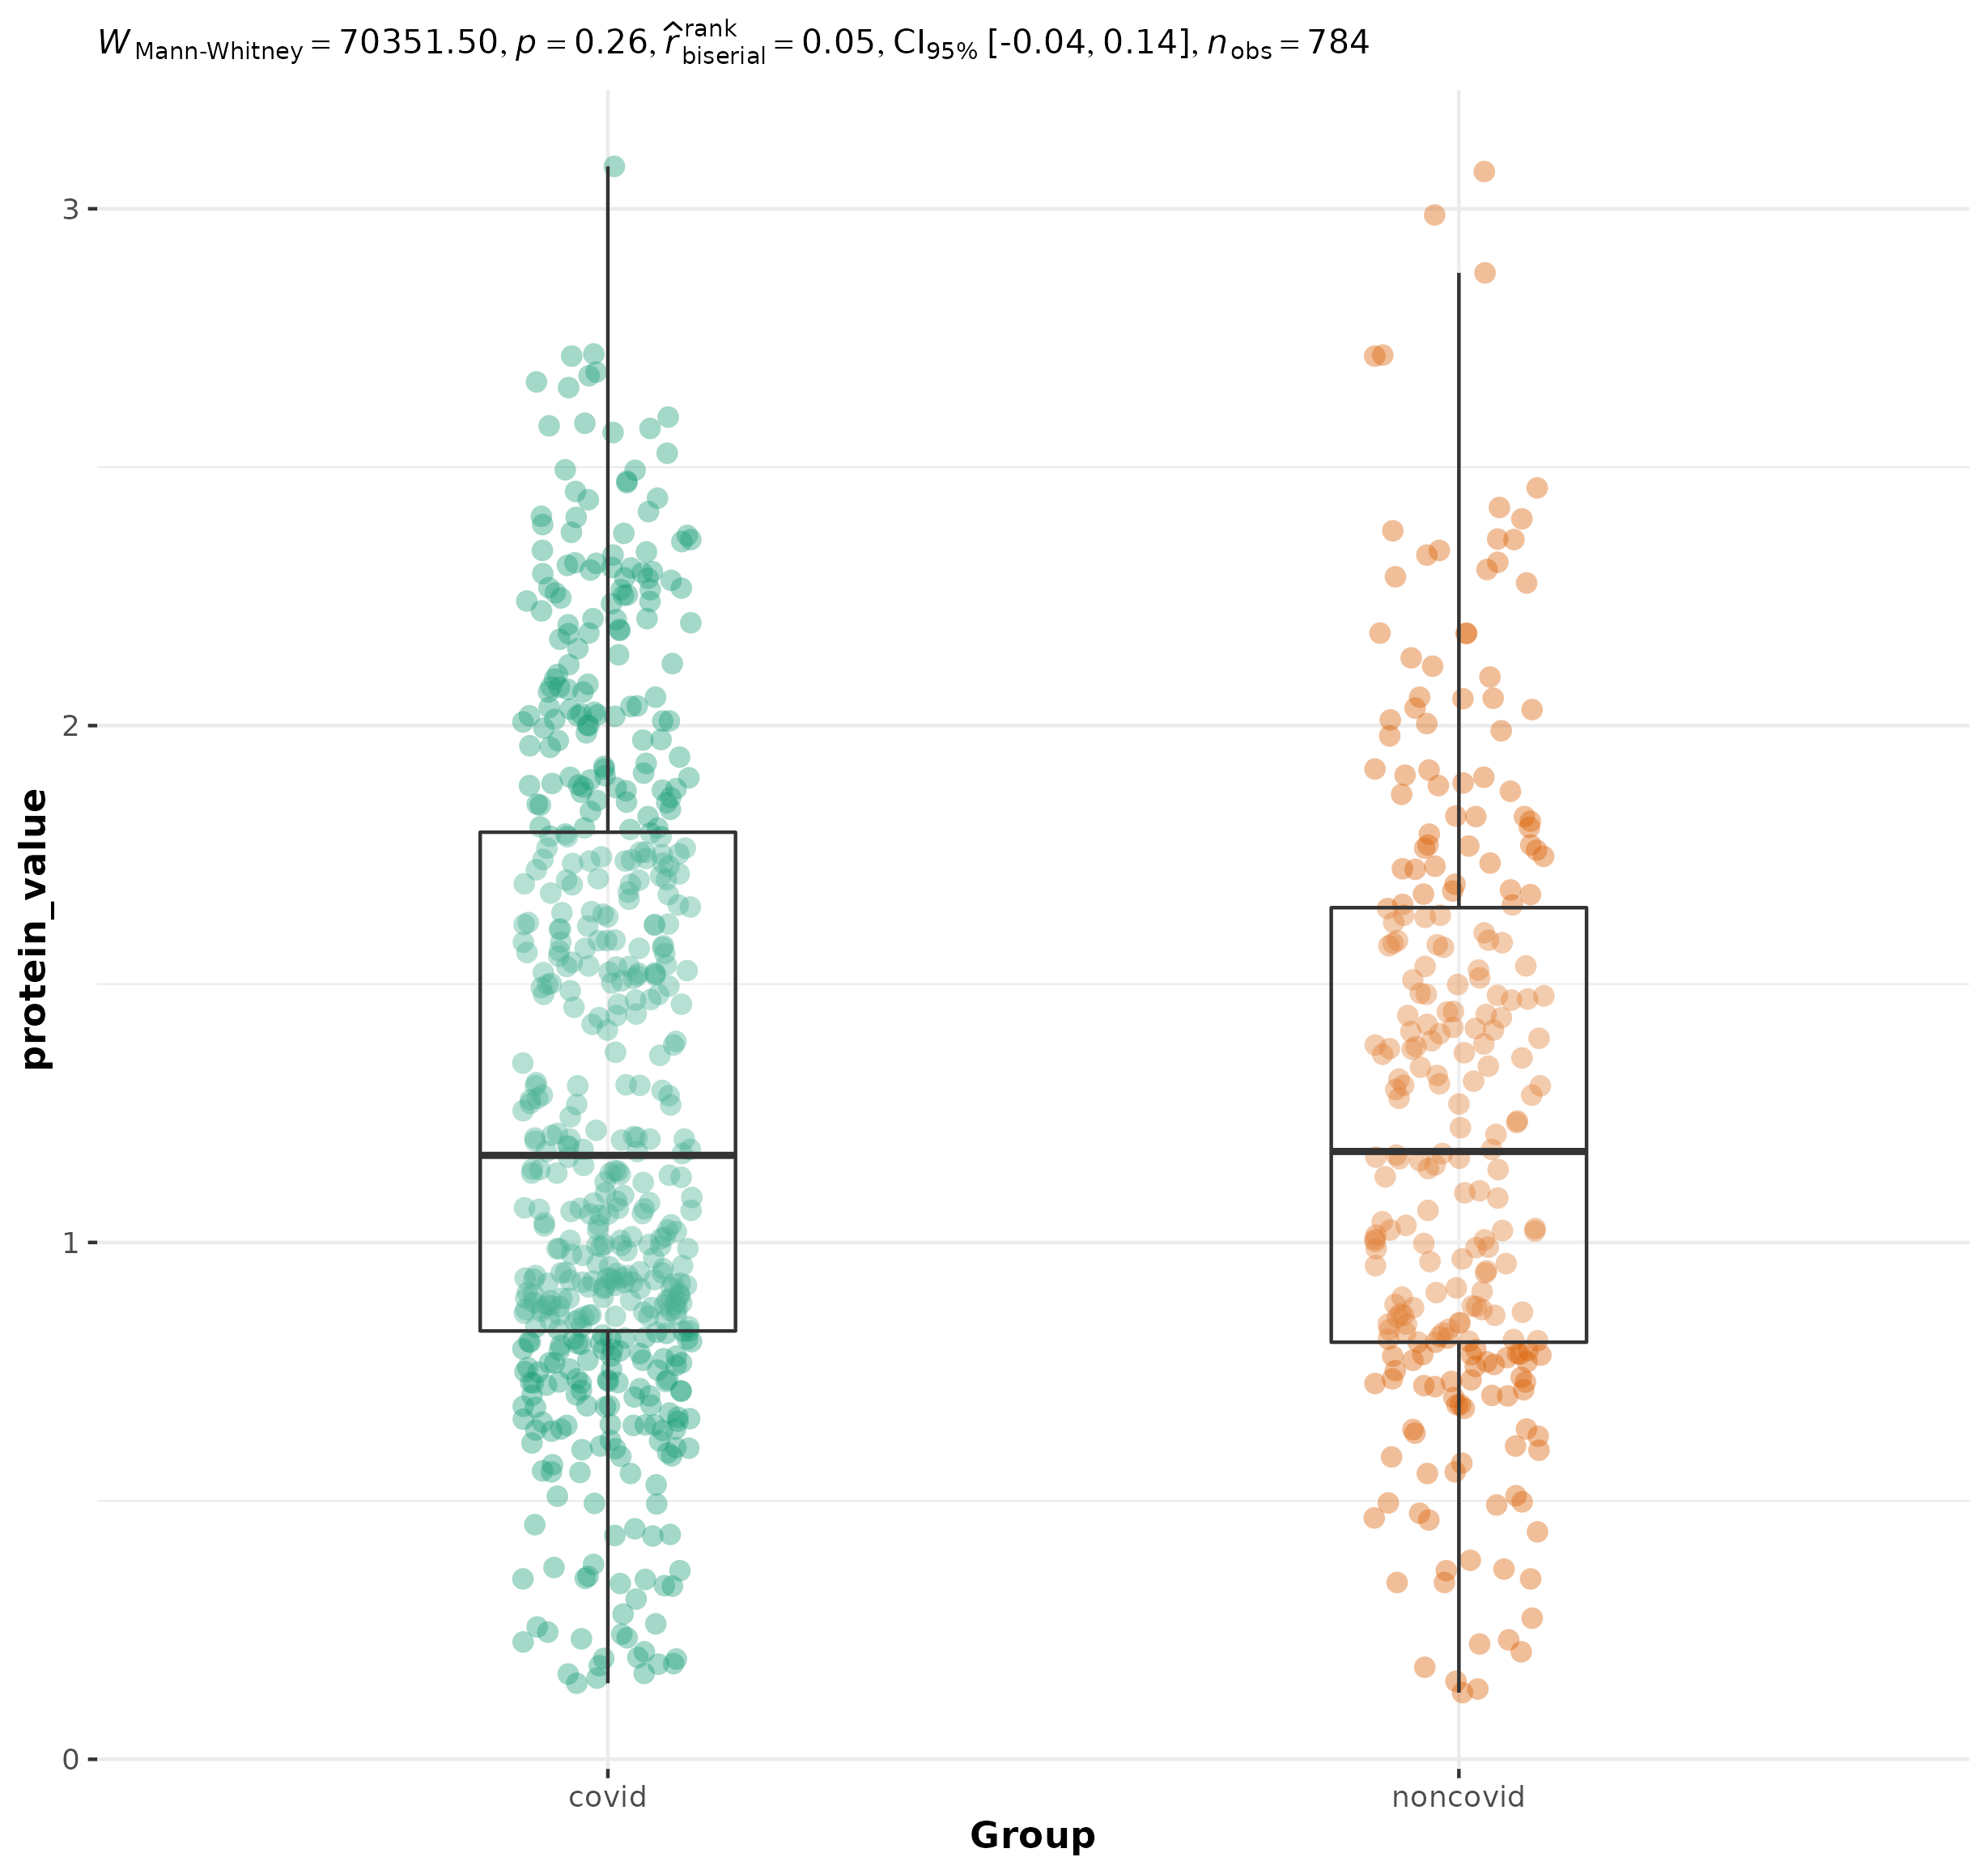 W Mann-Whitney = 70351.50, p = 0.26, r̂ rank biserial = 0.05, CI95% [-0.04, 0.14], n obs = 784
3
2
1
0
protein_value
covid noncovid
Group